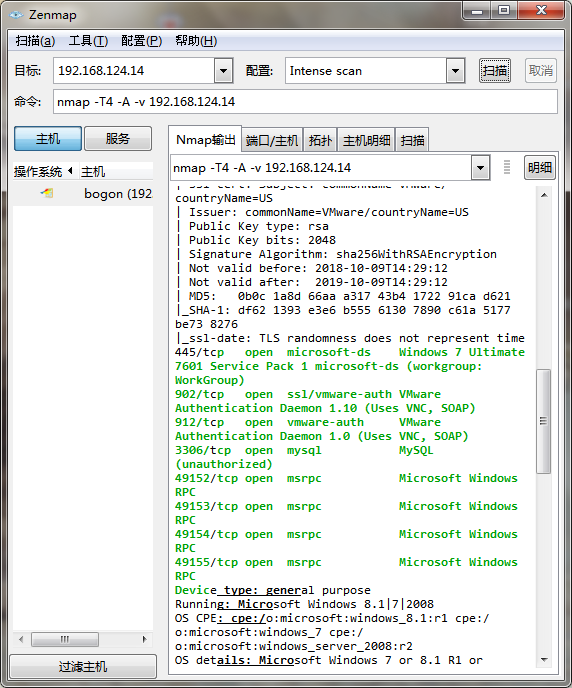 Zenmap
扫描(a) 工具(T) 配置(P) 帮助(H)
目标: 192.168.124.14 配置: Intense scan 扫描 取消
命令: nmap -T4 -A -v 192.168.124.14
主机 服务
操作系统 主机
bogon (192
过滤主机
Nmap输出 端口/主机 拓扑 主机明细 扫描
nmap -T4 -A -v 192.168.124.14 明细
| ssl-cert: Subject: commonName=VMware/
countryName=US
| Issuer: commonName=VMware/countryName=US
| Public Key type: rsa
| Public Key bits: 2048
| Signature Algorithm: sha256WithRSAEncryption
| Not valid before: 2018-10-09T14:29:12
| Not valid after:  2019-10-09T14:29:12
| MD5:   0b0c 1a8d 66aa a317 43b4 1722 91ca d621
|_SHA-1: df62 1393 e3e6 b555 6130 7890 c61a 5177
be73 8276
|_ssl-date: TLS randomness does not represent time
445/tcp   open  microsoft-ds    Windows 7 Ultimate
7601 Service Pack 1 microsoft-ds (workgroup:
WorkGroup)
902/tcp   open  ssl/vmware-auth VMware
Authentication Daemon 1.10 (Uses VNC, SOAP)
912/tcp   open  vmware-auth     VMware
Authentication Daemon 1.0 (Uses VNC, SOAP)
3306/tcp  open  mysql           MySQL
(unauthorized)
49152/tcp open  msrpc           Microsoft Windows
RPC
49153/tcp open  msrpc           Microsoft Windows
RPC
49154/tcp open  msrpc           Microsoft Windows
RPC
49155/tcp open  msrpc           Microsoft Windows
RPC
Device type: general purpose
Running: Microsoft Windows 8.1|7|2008
OS CPE: cpe:/o:microsoft:windows_8.1:r1 cpe:/
o:microsoft:windows_7 cpe:/
o:microsoft:windows_server_2008:r2
OS details: Microsoft Windows 7 or 8.1 R1 or